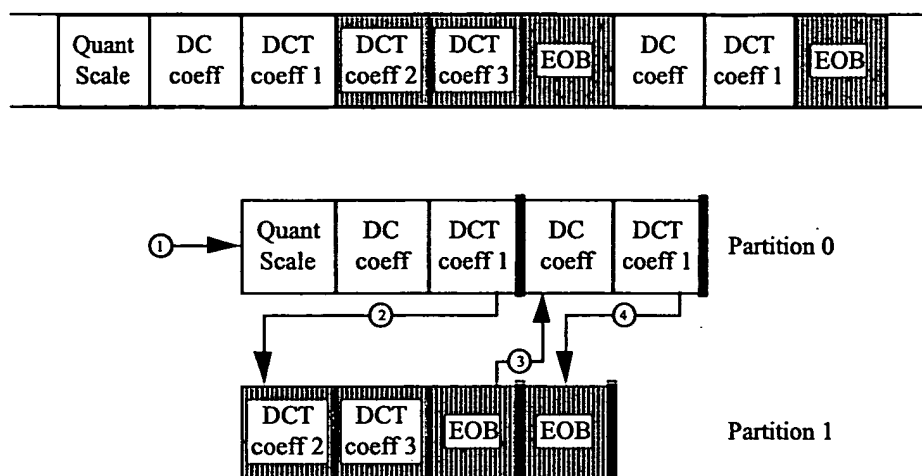 Quant DC DCT DCT DCT EOB DC DCT EOB
Scale coeff coeff 1 coeff 2 coeff 3 coeff coeff 1
1 Quant DC DCT DC DCT Partition 0
Scale coeff coeff 1 coeff coeff 1
2 4
3
DCT DCT EOB EOB Partition 1
coeff 2 coeff 3